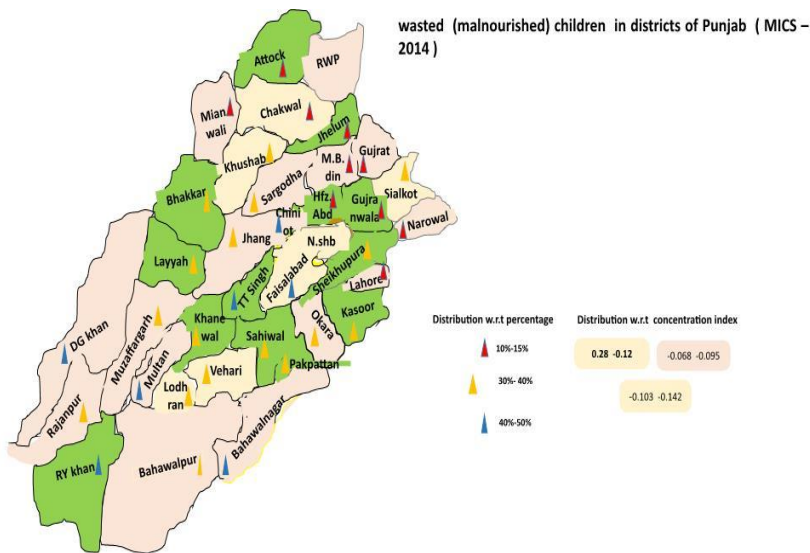 wasted (malnourished) children in districts of Punjab ( MICS –
2014 )
Attock
RWP
Mian
wali
Chakwal
Jhelum
Khushab
M.B.
din
Gujrat
Sargodha
Sialkot
Bhakkar
Hfz
Abd
Gujra
nwala
Chini
ot
Narowal
Jhang
N.shb
Layyah
Sheikhupura
TT Singh
Faisalabad
Lahore
DG khan
Muzaffargarh
Khane
wal
Sahiwal
Okara
Kasoor
Multan
Pakpattan
Vehari
Lodh
ran
Rajanpur
Bahawalnagar
RY khan
Bahawalpur
Distribution w.r.t percentage
10%-15%
30%- 40%
40%-50%
Distribution w.r.t concentration index
0.28 -0.12
-0.068 -0.095
-0.103 -0.142